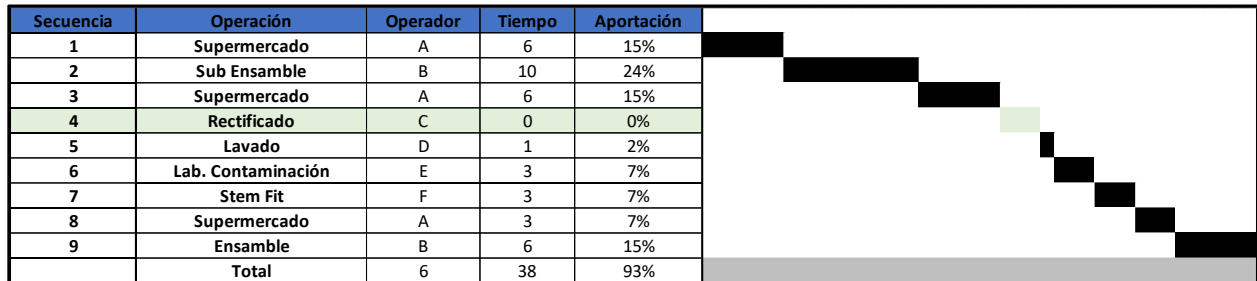 Secuencia Operación Operador Tiempo Aportación
1 Supermercado A 6 15%
2 Sub Ensamble B 10 24%
3 Supermercado A 6 15%
4 Rectificado C 0 0%
5 Lavado D 1 2%
6 Lab. Contaminación E 3 7%
7 Stem Fit F 3 7%
8 Supermercado A 3 7%
9 Ensamble B 6 15%
Total 6 38 93%